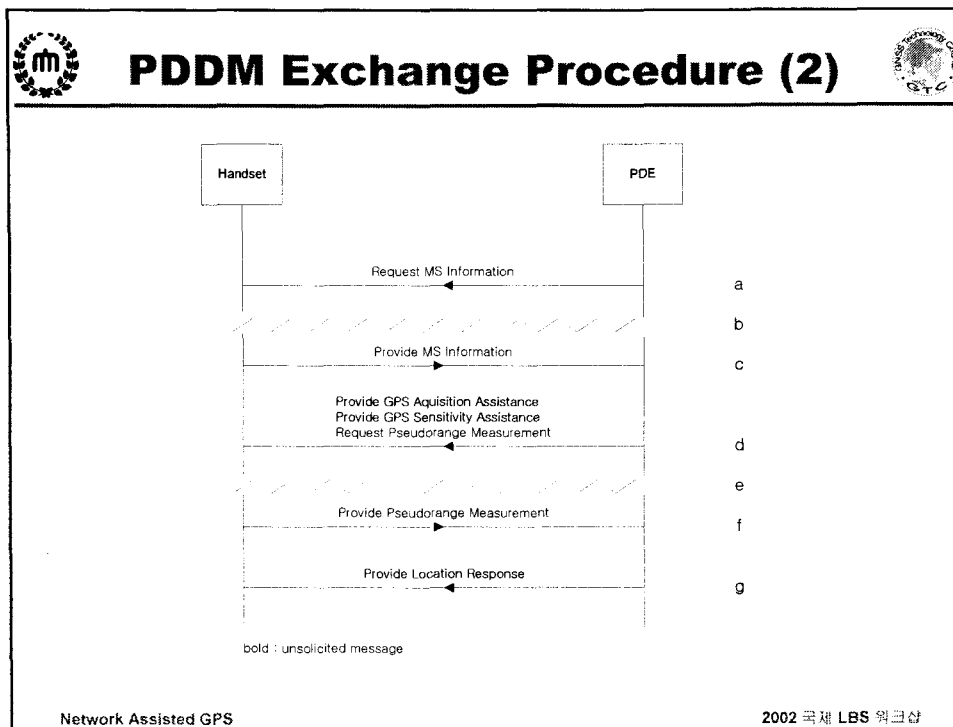 PDDM Exchange Procedure (2)
Technology
GTC
Handset
PDE
Request MS Information
a
b
Provide MS Information
c
Provide GPS Aquisition Assistance
Provide GPS Sensitivity Assistance
Request Pseudorange Measurement
d
e
Provide Pseudorange Measurement
f
Provide Location Response
g
bold : unsolicited message
Network Assisted GPS
2002 국제 LBS 워크샵